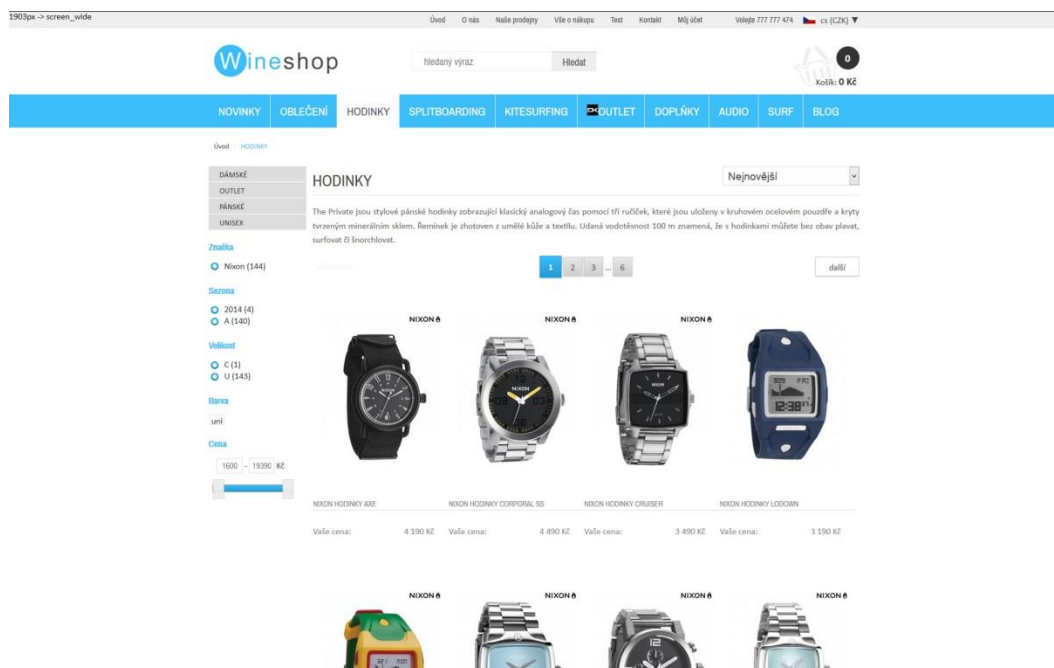 1903px -> screen_wide
Úvod O nás Naše prodejny Vše o nákupu Test Kontakt Můj účet Volejte 777 777 474 cs (CZK) ▼
Wineshop
hledaný výraz Hledat
0
Košík: 0 Kč
NOVINKY OBLEČENÍ HODINKY SPLITBOARDING KITESURFING OUTLET DOPLŇKY AUDIO SURF BLOG
Úvod HODINKY
DÁMSKÉ
OUTLET
PÁNSKÉ
UNISEX
Značka
Nixon (144)
Sezona
2014 (4)
A (140)
Velikost
C (1)
U (143)
Barva
uni
Cena
1600 - 19390 Kč
HODINKY
Nejnovější
The Private jsou stylové pánské hodinky zobrazující klasický analogový čas pomocí tří ručiček, které jsou uloženy v kruhovém ocelovém pouzdře a kryty
tvrzeným minerálním sklem. Řemínek je zhotoven z umělé kůže a textilu. Udaná vodotěsnost 100 m znamená, že s hodinkami můžete bez obav plavat,
surfovat či šnorchlovat.
1 2 3 ... 6
další
NIXON NIXON NIXON
NIXON HODINKY AXE NIXON HODINKY CORPORAL SS NIXON HODINKY CRUISER NIXON HODINKY LODOWN
Vaše cena: 4 190 Kč Vaše cena: 4 490 Kč Vaše cena: 3 490 Kč Vaše cena: 3 190 Kč
NIXON NIXON NIXON NIXON